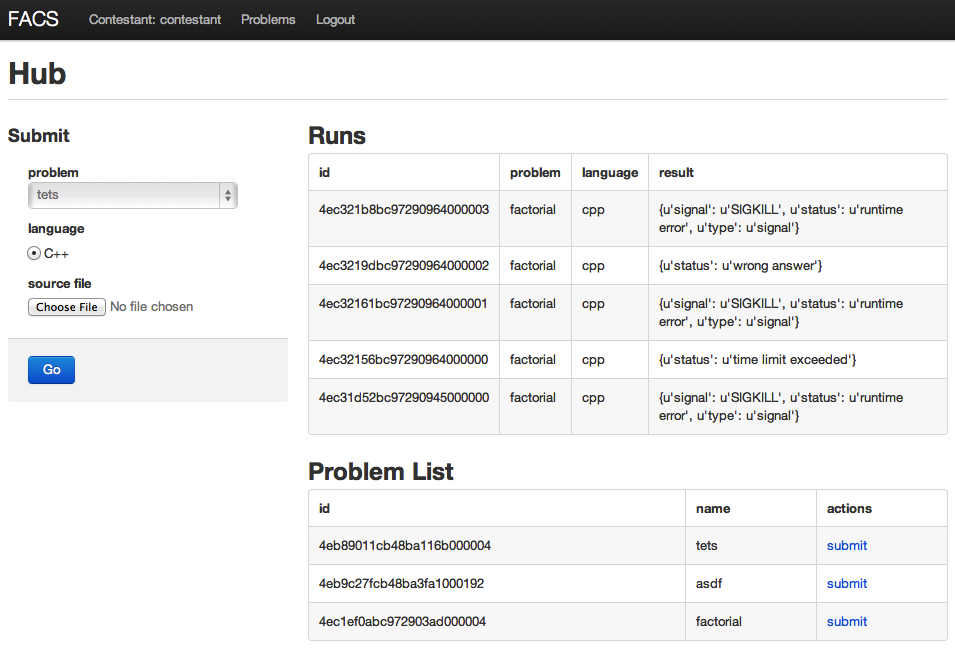 FACS Contestant: contestant Problems Logout
Hub
Submit
problem
tets
language
C++
source file
Choose File No file chosen
Go
Runs
id problem language result
4ec321b8bc97290964000003 factorial cpp {u'signal': u'SIGKILL', u'status': u'runtime
error', u'type': u'signal'}
4ec3219dbc97290964000002 factorial cpp {u'status': u'wrong answer'}
4ec32161bc97290964000001 factorial cpp {u'signal': u'SIGKILL', u'status': u'runtime
error', u'type': u'signal'}
4ec32156bc97290964000000 factorial cpp {u'status': u'time limit exceeded'}
4ec31d52bc97290945000000 factorial cpp {u'signal': u'SIGKILL', u'status': u'runtime
error', u'type': u'signal'}
Problem List
id name actions
4eb89011cb48ba116b000004 tets submit
4eb9c27fcb48ba3fa1000192 asdf submit
4ec1ef0abc972903ad000004 factorial submit